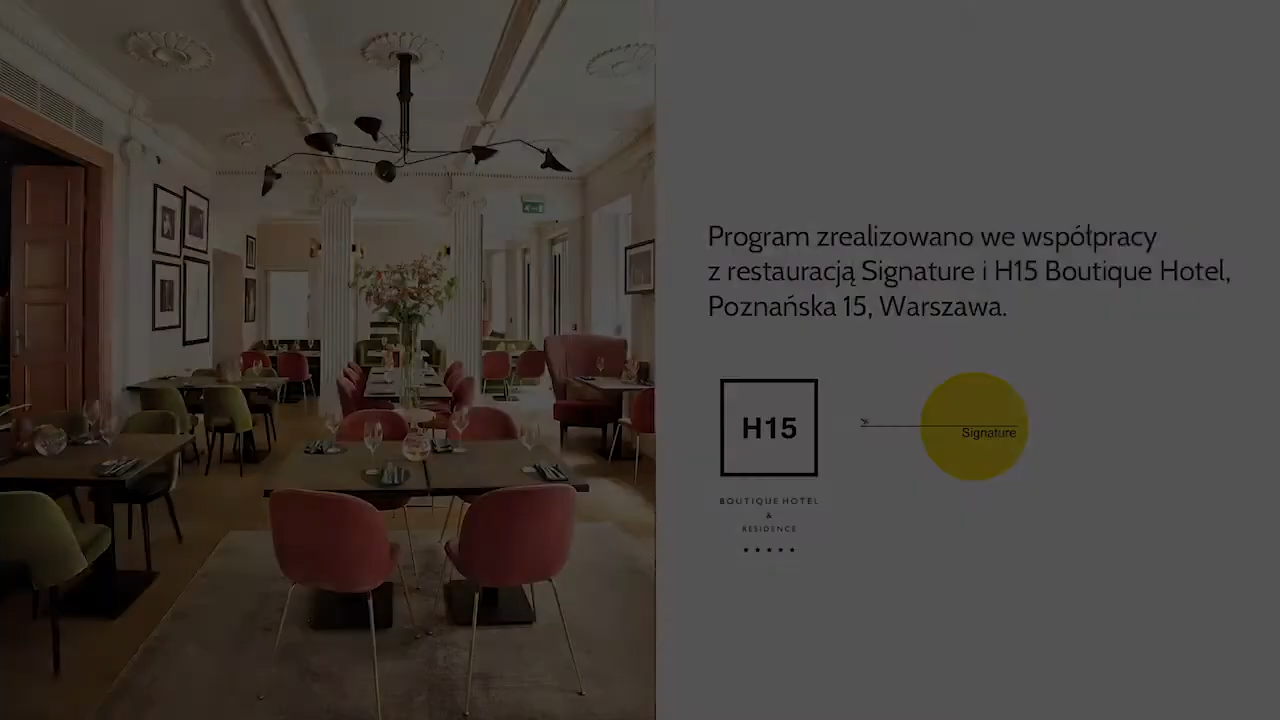 Program zrealizowano we współpracy
z restauracją Signature i H15 Boutique Hotel,
Poznańska 15, Warszawa.
H15
Signature
BOUTIQUE HOTEL
&
RESIDENCE